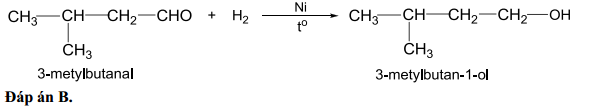 CH₃—CH—CH₂—CHO + H₂ Ni tº CH₃—CH—CH₂—CH₂—OH
CH₃ CH₃
3-metylbutanal 3-metylbutan-1-ol
Đáp án B.